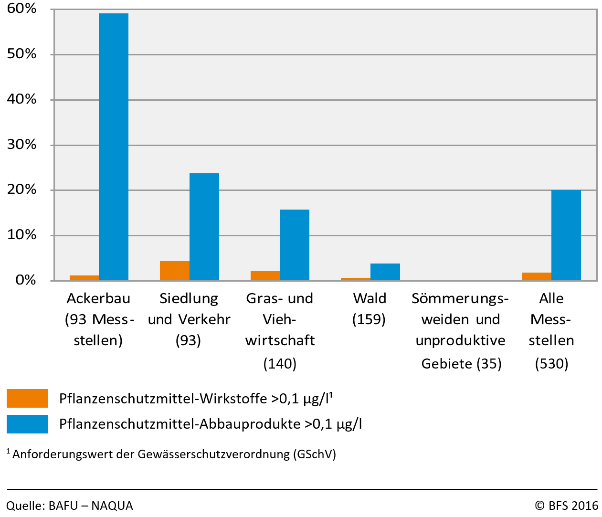 60%
50%
40%
30%
20%
10%
0%
Ackerbau
(93 Mess-
stellen)
Siedlung
und Verkehr
(93)
Gras- und
Vieh-
wirtschaft
(140)
Wald
(159)
Sömmerungs-
weiden und
unproduktive
Gebiete (35)
Alle
Mess-
stellen
(530)
Pflanzenschutzmittel-Wirkstoffe >0,1 µg/l¹
Pflanzenschutzmittel-Abbauprodukte >0,1 µg/l
¹ Anforderungswert der Gewässerschutzverordnung (GSchV)
Quelle: BAFU – NAQUA
© BFS 2016